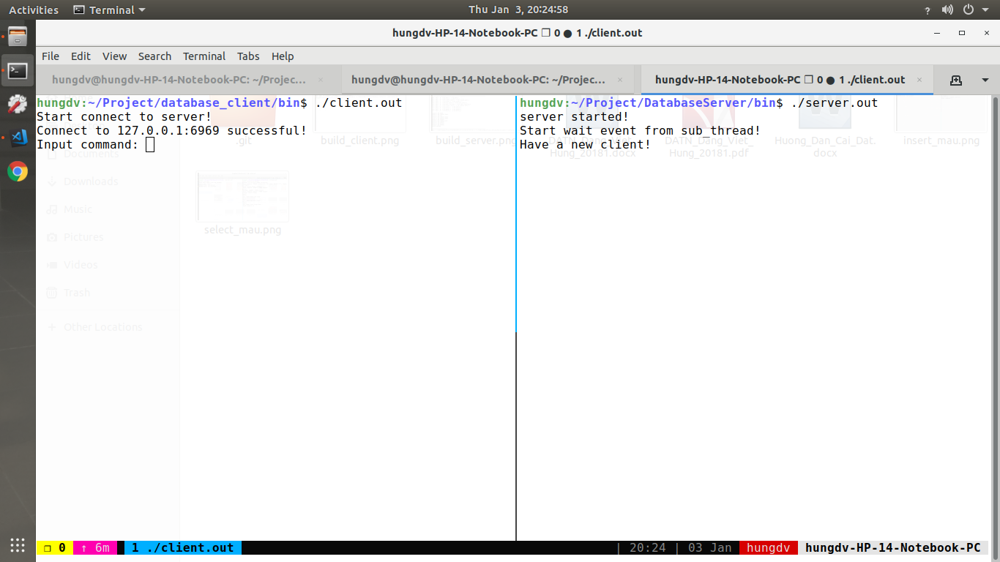 Activities
Terminal
Thu Jan 3, 20:24:58
?
hungdv-HP-14-Notebook-PC ❐ 0 ● 1 ./client.out
File Edit View Search Terminal Tabs Help
hungdv@hungdv-HP-14-Notebook-PC: ~/Projec...
hungdv@hungdv-HP-14-Notebook-PC: ~/Projec...
hungdv-HP-14-Notebook-PC ❐ 0 ● 1 ./client.out
hungdv:~/Project/database_client/bin$ ./client.out
Start connect to server!
Connect to 127.0.0.1:6969 successful!
Input command:
hungdv:~/Project/DatabaseServer/bin$ ./server.out
server started!
Start wait event from sub_thread!
Have a new client!
.git
build_client.png
build_server.png
DATN_Dang_Viet_
Hung_20181.docx
DATN_Dang_Viet_
Hung_20181.pdf
Huong_Dan_Cai_Dat.
docx
insert_mau.png
select_mau.png
Documents
Downloads
Music
Pictures
Videos
Trash
Other Locations
❐ 0 ↑ 6m 1 ./client.out
| 20:24 | 03 Jan hungdv hungdv-HP-14-Notebook-PC